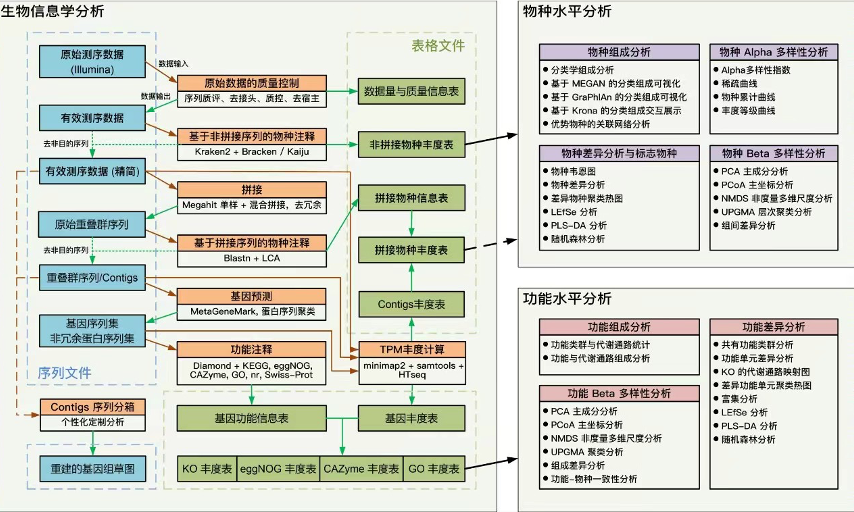 生物信息学分析
原始测序数据
(Illumina)
数据输入
原始数据的质量控制
序列质评、去接头、质控、去宿主
数据输出
有效测序数据
去非目的序列
基于非拼接序列的物种注释
Kraken2 + Bracken / Kaiju
有效测序数据 (精简)
拼接
Megahit 单样 + 混合拼接，去冗余
原始重叠群序列
去非目的序列
基于拼接序列的物种注释
Blastn + LCA
重叠群序列/Contigs
基因预测
MetaGeneMark, 蛋白序列聚类
基因序列集
非冗余蛋白序列集
序列文件
功能注释
Diamond + KEGG, eggNOG,
CAZyme, GO, nr, Swiss-Prot
TPM丰度计算
minimap2 + samtools +
HTseq
表格文件
数据量与质量信息表
非拼接物种丰度表
拼接物种信息表
拼接物种丰度表
Contigs丰度表
Contigs 序列分箱
个性化定制分析
重建的基因组草图
基因功能信息表
基因丰度表
KO 丰度表
eggNOG 丰度表
CAZyme 丰度表
GO 丰度表
物种水平分析
物种组成分析
● 分类学组成分析
● 基于 MEGAN 的分类组成可视化
● 基于 GraPhlAn 的分类组成可视化
● 基于 Krona 的分类组成交互展示
● 优势物种的关联网络分析
物种 Alpha 多样性分析
● Alpha多样性指数
● 稀疏曲线
● 物种累计曲线
● 丰度等级曲线
物种差异分析与标志物种
● 物种韦恩图
● 物种差异分析
● 差异物种聚类热图
● LEfSe 分析
● PLS-DA 分析
● 随机森林分析
物种 Beta 多样性分析
● PCA 主成分分析
● PCoA 主坐标分析
● NMDS 非度量多维尺度分析
● UPGMA 层次聚类分析
● 组间差异分析
功能水平分析
功能组成分析
● 功能类群与代谢通路统计
● 功能与代谢通路组成分析
功能 Beta 多样性分析
● PCA 主成分分析
● PCoA 主坐标分析
● NMDS 非度量多维尺度分析
● UPGMA 聚类分析
● 组成差异分析
● 功能-物种一致性分析
功能差异分析
● 共有功能类群分析
● 功能单元差异分析
● KO 的代谢通路映射图
● 差异功能单元聚类热图
● 富集分析
● LEfSe 分析
● PLS-DA 分析
● 随机森林分析